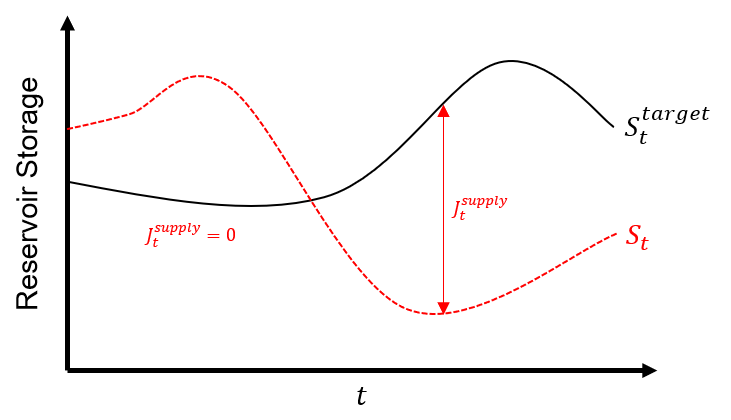 Reservoir Storage
S_t^{target}
J_t^{supply}
J_t^{supply} = 0
S_t
t